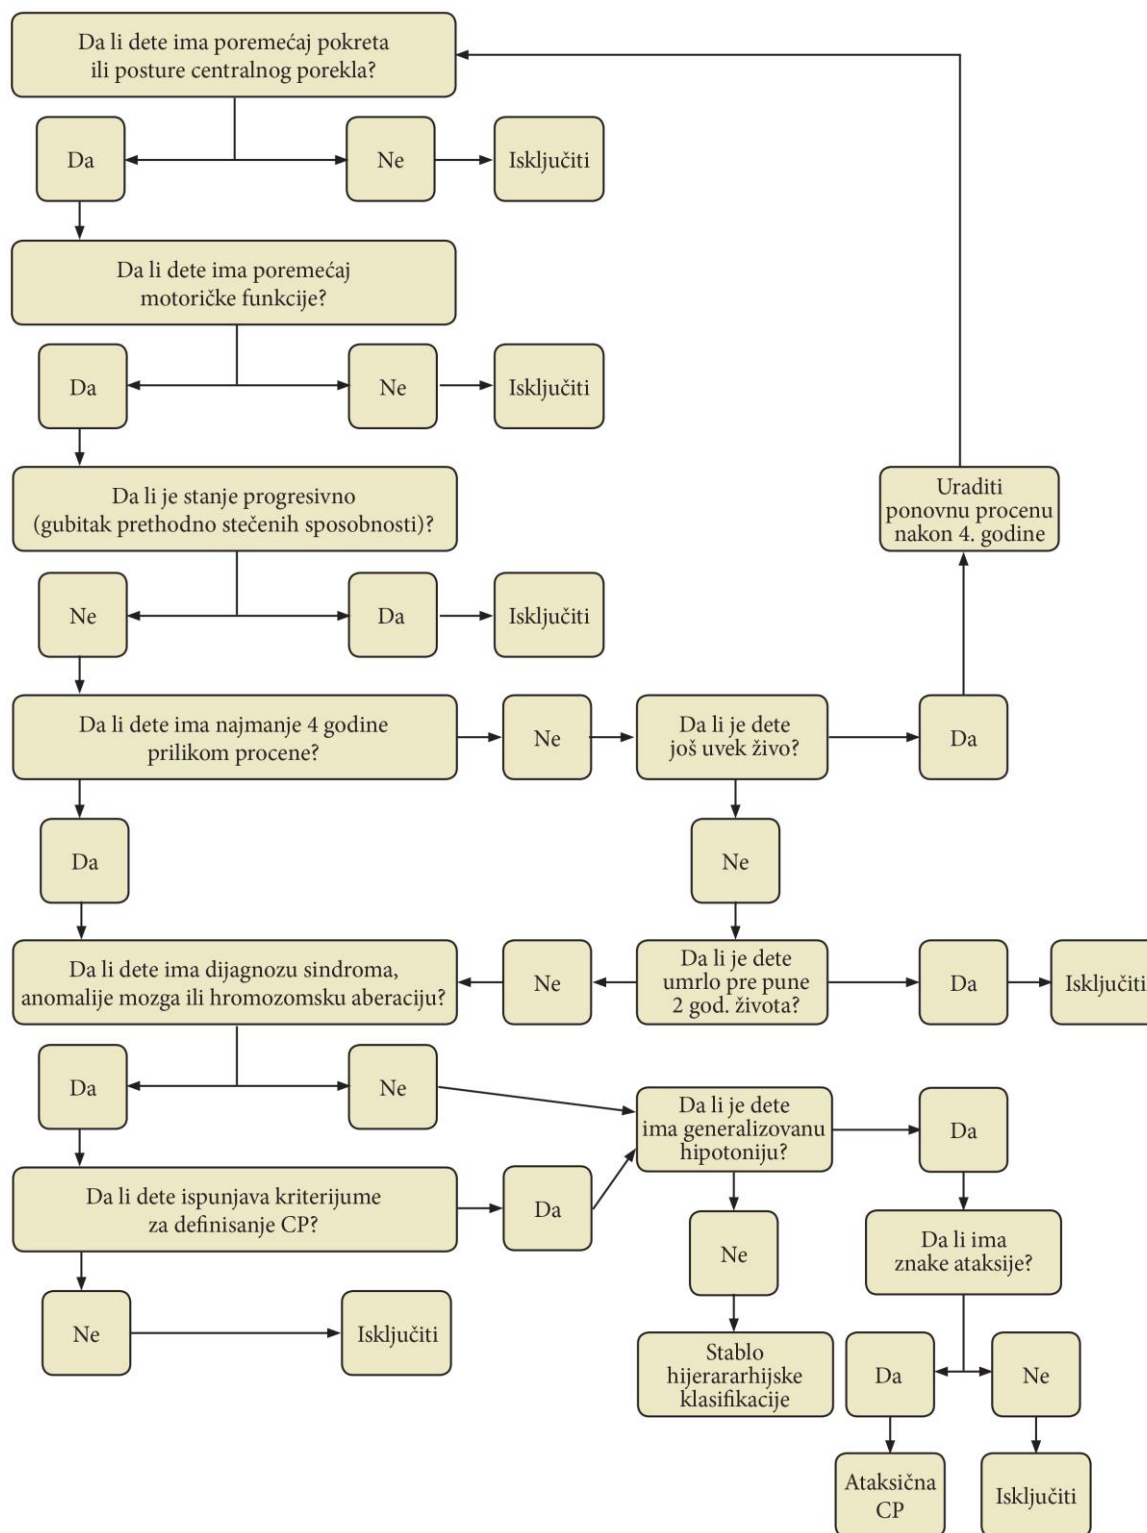 Da li dete ima poremećaj pokreta
ili posture centralnog porekla?
Da
Ne
Isključiti
Da li dete ima poremećaj
motoričke funkcije?
Da
Ne
Isključiti
Da li je stanje progresivno
(gubitak prethodno stečenih sposobnosti)?
Uraditi
ponovnu procenu
nakon 4. godine
Ne
Da
Isključiti
Da li dete ima najmanje 4 godine
prilikom procene?
Ne
Da li je dete
još uvek živo?
Da
Da
Ne
Da li dete ima dijagnozu sindroma,
anomalije mozga ili hromozomsku aberaciju?
Ne
Da li je dete
umrlo pre pune
2 god. života?
Da
Isključiti
Da
Ne
Da li je dete
ima generalizovanu
hipotoniju?
Da
Da li dete ispunjava kriterijume
za definisanje CP?
Da
Ne
Da li ima
znake ataksije?
Ne
Isključiti
Stablo
hijerararhijske
klasifikacije
Da
Ne
Ataksična
CP
Isključiti